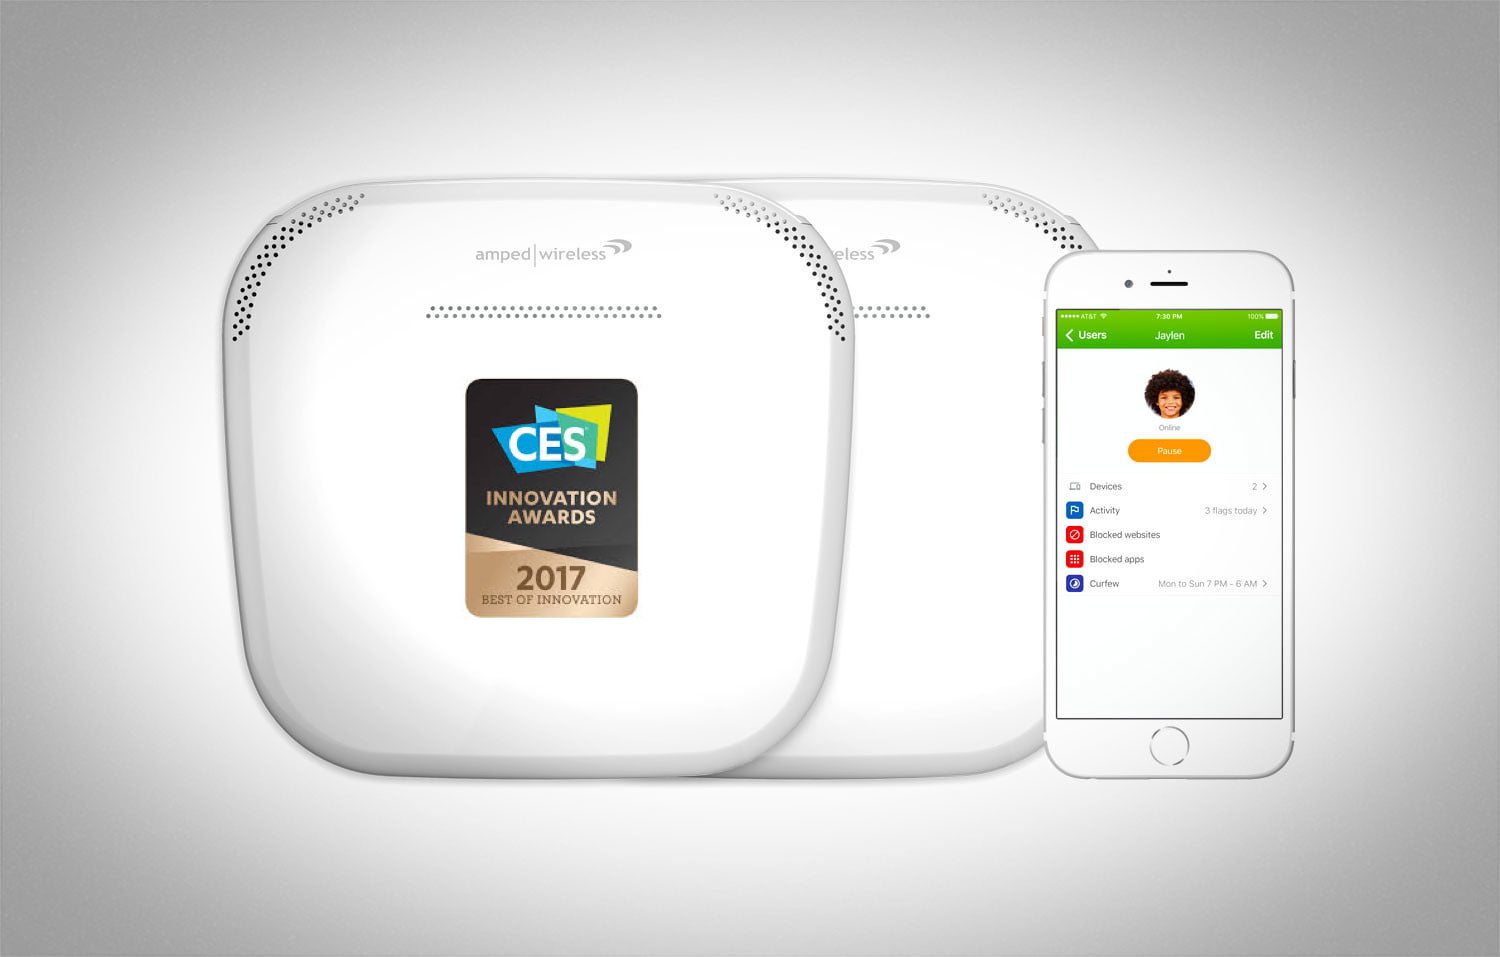 amped|wireless
eless
CES
INNOVATION
AWARDS
2017
BEST OF INNOVATION
AT&T 7:30 PM 100%
Users Jaylen Edit
Online
Pause
Devices 2
Activity 3 flags today
Blocked websites
Blocked apps
Curfew Mon to Sun 7 PM - 6 AM